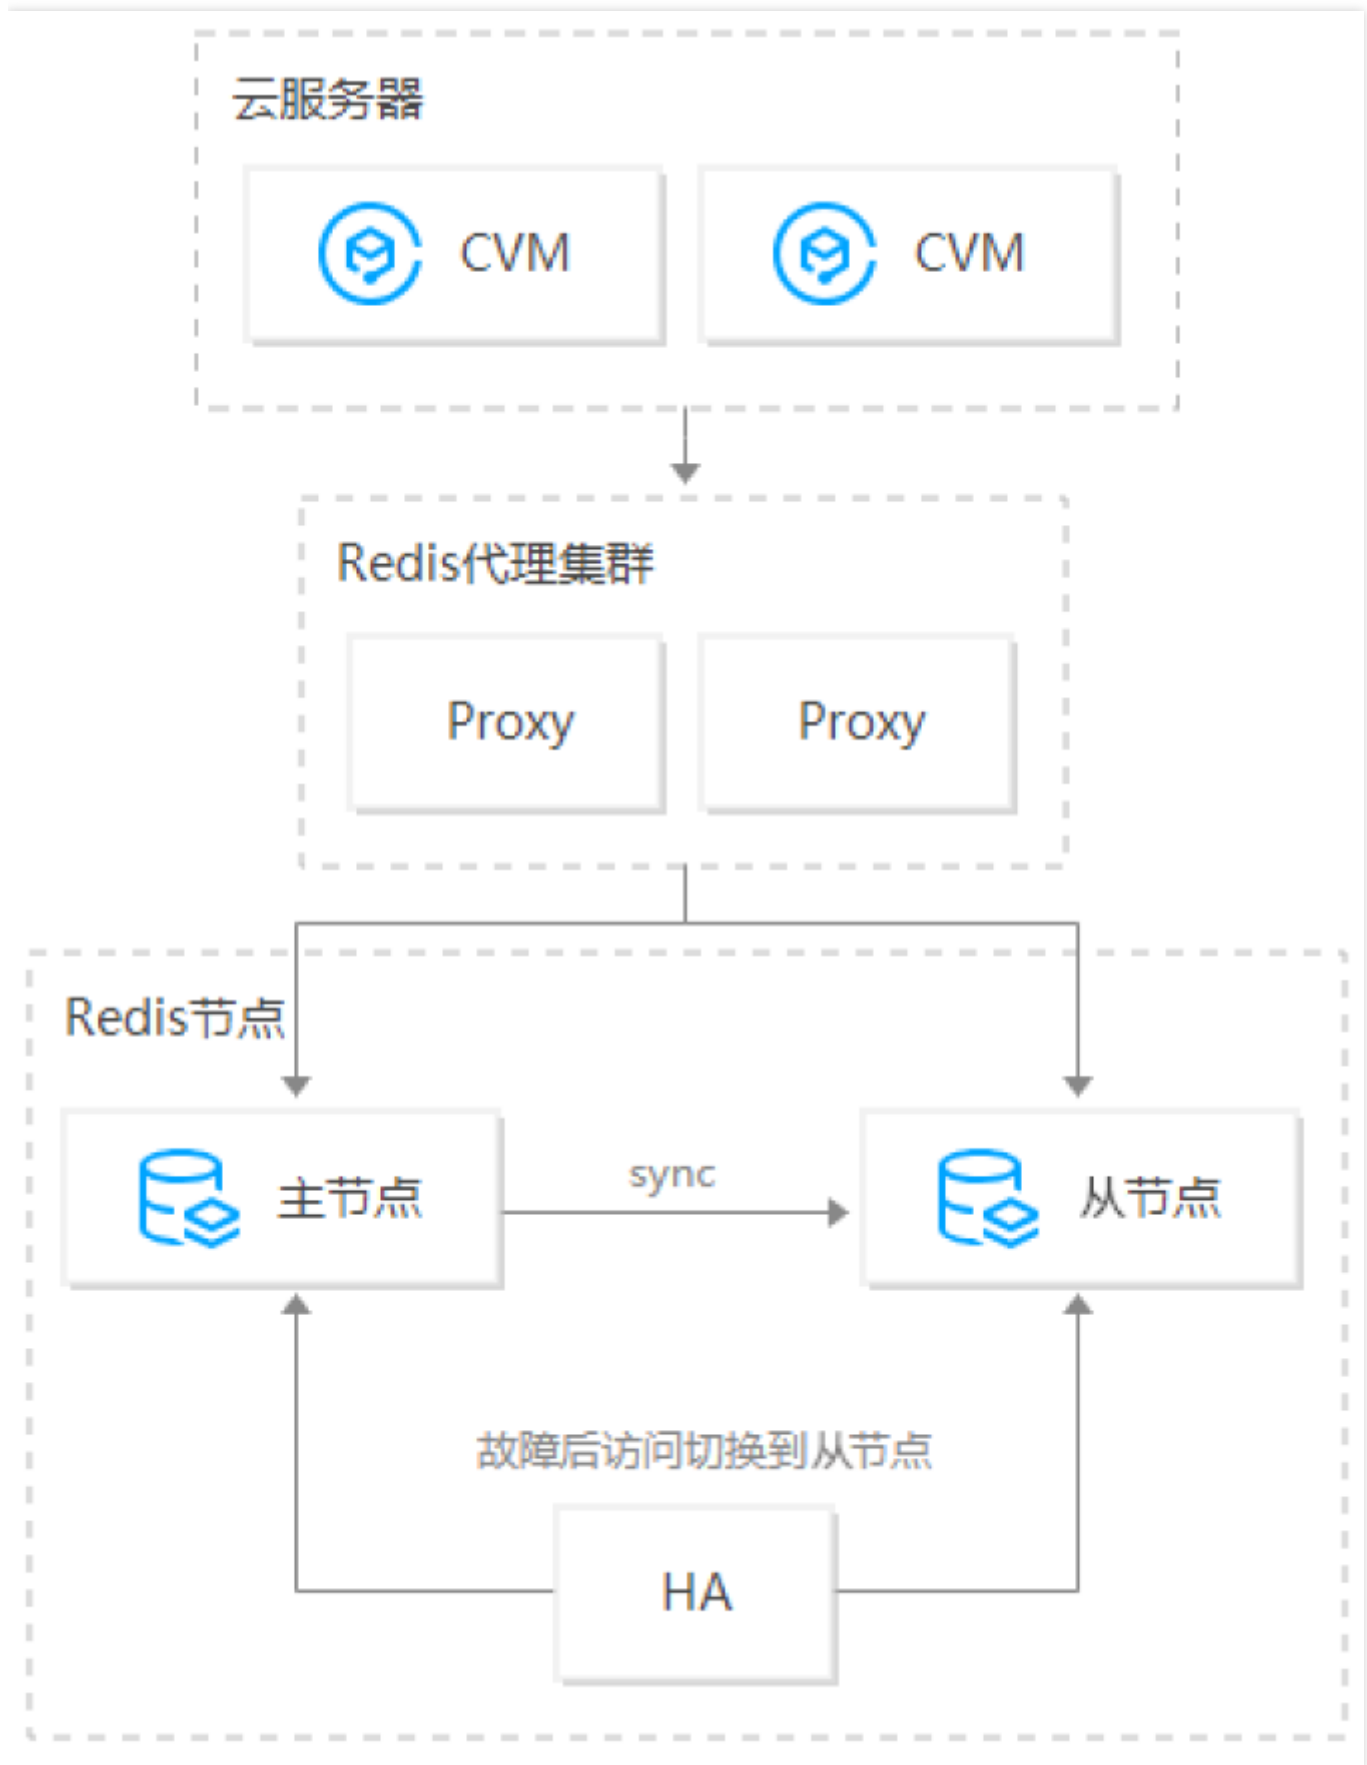 云服务器
CVM
CVM
Redis代理集群
Proxy
Proxy
Redis节点
主节点
sync
从节点
故障后访问切换到从节点
HA